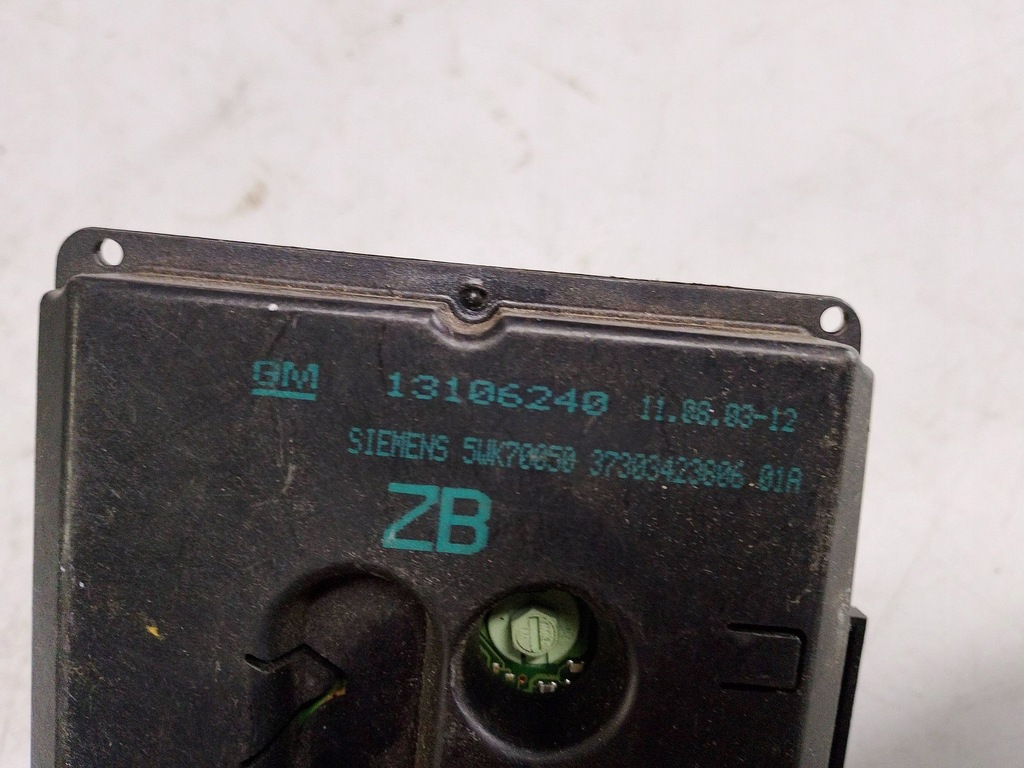 GM 13106240 11.08.03-12
SIEMENS 5WK70050 37303423806 01A
ZB